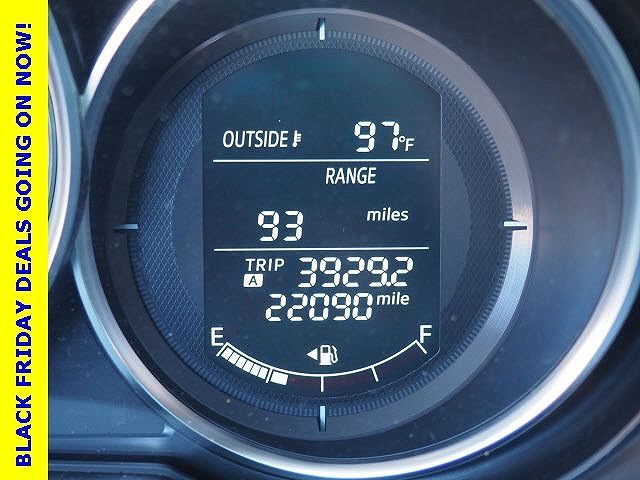 BLACK FRIDAY DEALS GOING ON NOW!
OUTSIDE 97°F
RANGE
93 miles
TRIP A 3929.2
22090 mile
E F